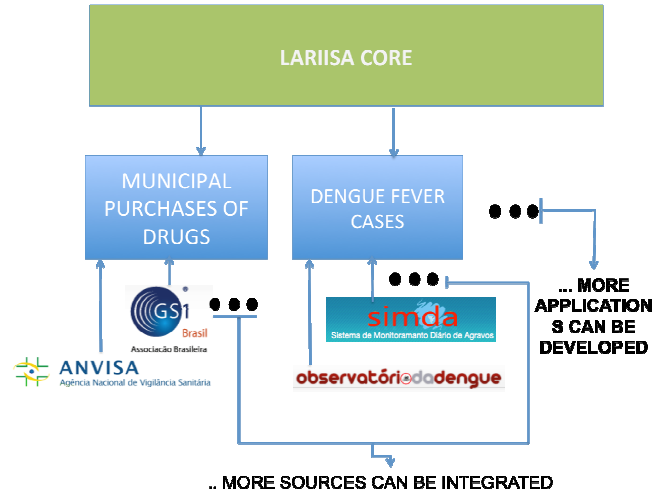 LARIISA CORE
MUNICIPAL
PURCHASES OF
DRUGS
DENGUE FEVER
CASES
... MORE
APPLICATION
S CAN BE
DEVELOPED
GS1
Brasil
Associação Brasileira
simda
Sistema de Monitoramanto Diário de Agravos
ANVISA
Agência Nacional de Vigilância Sanitária
observatóriodadengue
.. MORE SOURCES CAN BE INTEGRATED